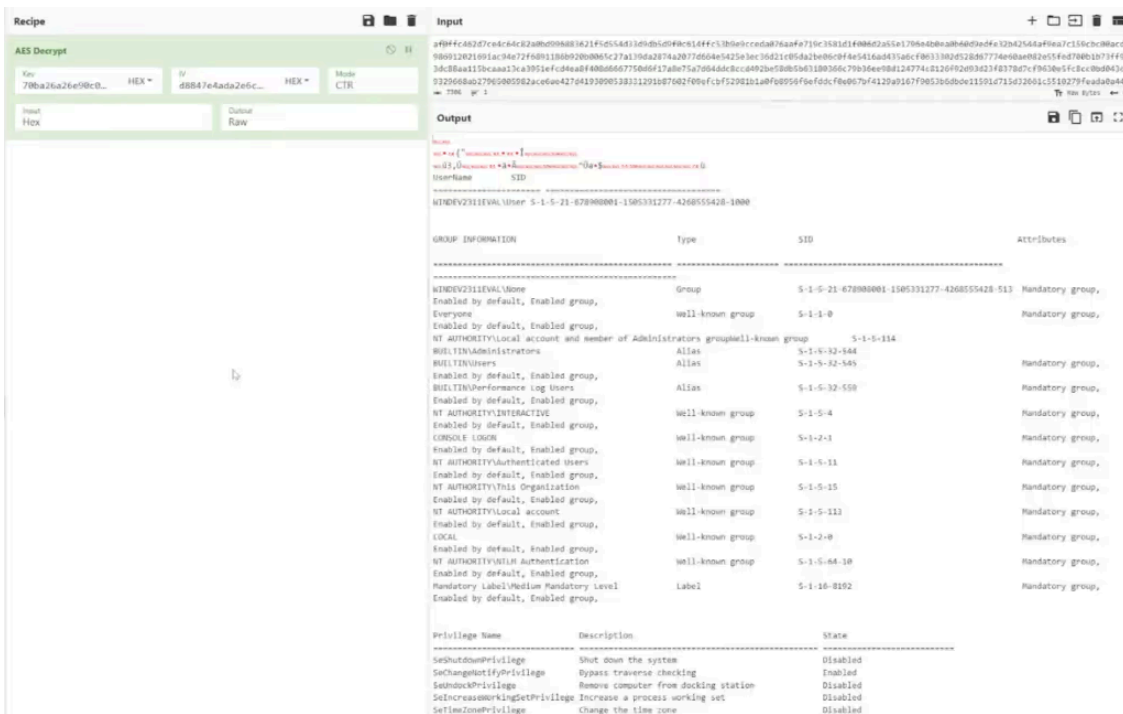 Recipe
AES Decrypt
Key
70ba26a26e90c0...
HEX
IV
d8847e4ada2e6c...
HEX
Mode
CTR
Input
Hex
Output
Raw
Input
Raw Bytes
Output
UserName SID
WINDEV2311EVAL\User S-1-5-21-678908001-1505331277-4268555428-1000
GROUP INFORMATION Type SID Attributes
WINDEV2311EVAL\None Group S-1-5-21-678908001-1505331277-4268555428-513 Mandatory group,
Enabled by default, Enabled group,
Everyone Well-known group S-1-1-0 Mandatory group,
Enabled by default, Enabled group,
NT AUTHORITY\Local account and member of Administrators groupWell-known group S-1-5-114
BUILTIN\Administrators Alias S-1-5-32-544
BUILTIN\Users Alias S-1-5-32-545 Mandatory group,
Enabled by default, Enabled group,
BUILTIN\Performance Log Users Alias S-1-5-32-559 Mandatory group,
Enabled by default, Enabled group,
NT AUTHORITY\INTERACTIVE Well-known group S-1-5-4 Mandatory group,
Enabled by default, Enabled group,
CONSOLE LOGON Well-known group S-1-2-1 Mandatory group,
Enabled by default, Enabled group,
NT AUTHORITY\Authenticated Users Well-known group S-1-5-11 Mandatory group,
Enabled by default, Enabled group,
NT AUTHORITY\This Organization Well-known group S-1-5-15 Mandatory group,
Enabled by default, Enabled group,
NT AUTHORITY\Local account Well-known group S-1-5-113 Mandatory group,
Enabled by default, Enabled group,
LOCAL Well-known group S-1-2-0 Mandatory group,
Enabled by default, Enabled group,
NT AUTHORITY\NTLM Authentication Well-known group S-1-5-64-10 Mandatory group,
Enabled by default, Enabled group,
Mandatory Label\Medium Mandatory Level Label S-1-16-8192 Mandatory group,
Enabled by default, Enabled group,
Privilege Name Description State
SeShutdownPrivilege Shut down the system Disabled
SeChangeNotifyPrivilege Bypass traverse checking Enabled
SeUndockPrivilege Remove computer from docking station Disabled
SeIncreaseWorkingSetPrivilege Increase a process working set Disabled
SeTimeZonePrivilege Change the time zone Disabled